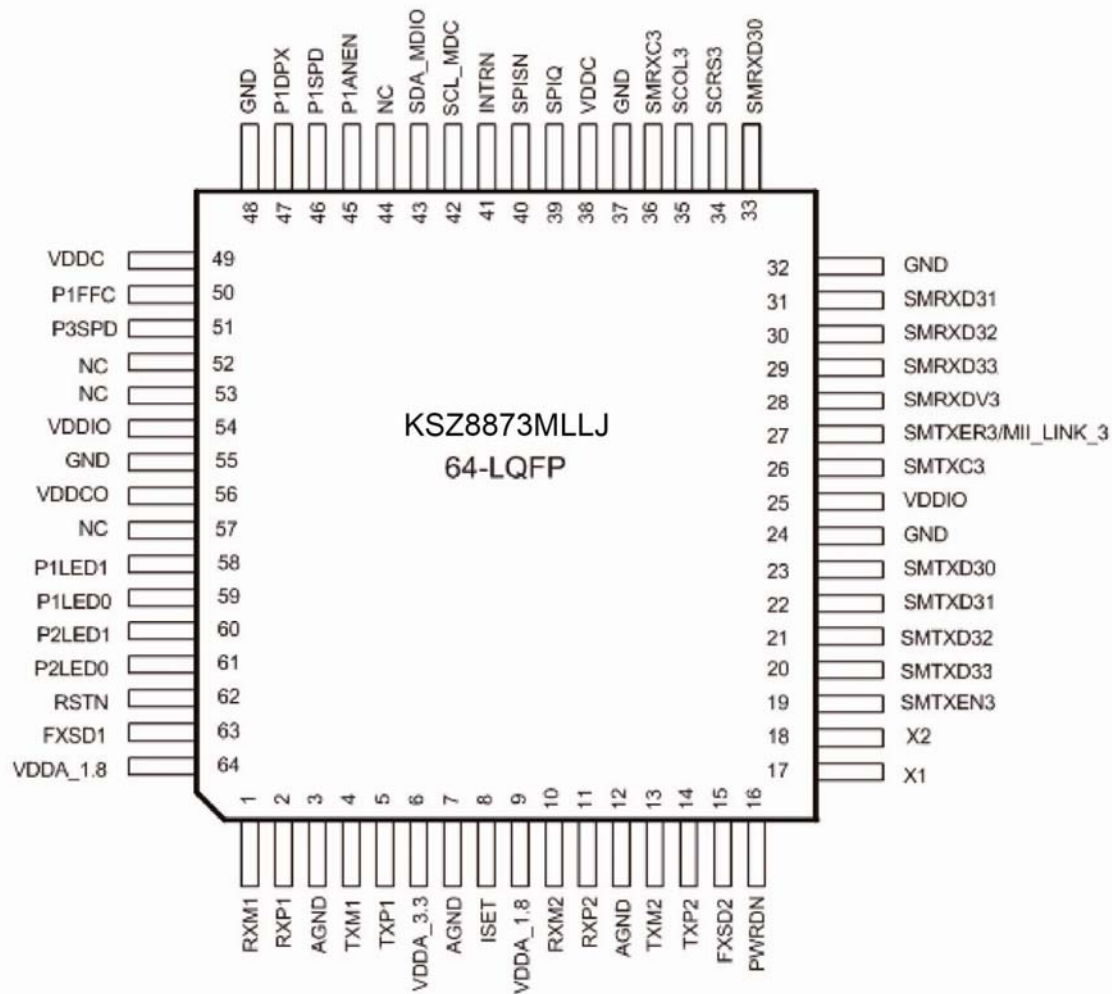 GND
P1DPX
P1SPD
P1ANEN
NC
SDA_MDIO
SCL_MDC
INTRN
SPISN
SPIQ
VDDC
GND
SMRXC3
SCOL3
SCRS3
SMRXD30
48
47
46
45
44
43
42
41
40
39
38
37
36
35
34
33
VDDC 49
P1FFC 50
P3SPD 51
NC 52
NC 53
VDDIO 54
GND 55
VDDCO 56
NC 57
P1LED1 58
P1LED0 59
P2LED1 60
P2LED0 61
RSTN 62
FXSD1 63
VDDA_1.8 64
KSZ8873MLLJ
64-LQFP
32 GND
31 SMRXD31
30 SMRXD32
29 SMRXD33
28 SMRXDV3
27 SMTXER3/MII_LINK_3
26 SMTXC3
25 VDDIO
24 GND
23 SMTXD30
22 SMTXD31
21 SMTXD32
20 SMTXD33
19 SMTXEN3
18 X2
17 X1
1
2
3
4
5
6
7
8
9
10
11
12
13
14
15
16
RXM1
RXP1
AGND
TXM1
TXP1
VDDA_3.3
AGND
ISET
VDDA_1.8
RXM2
RXP2
AGND
TXM2
TXP2
FXSD2
PWRDN